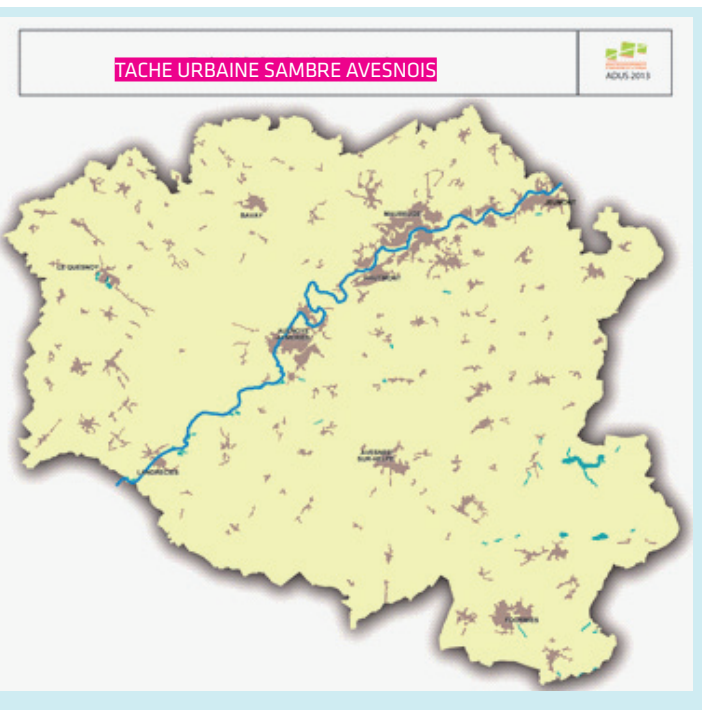 TACHE URBAINE SAMBRE AVESNOIS
ADUS 2013
JEUMONT
MAUBEUGE
BAVAY
LE QUESNOY
HAUTMONT
AULNOYE
AYMERIES
AVESNES
SUR-HELPE
LANDRECIES
FOURMIES